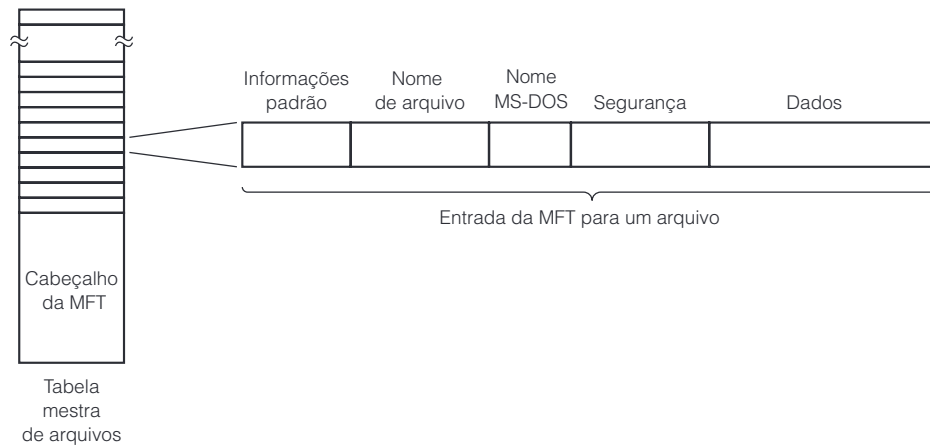 Informações
padrão
Nome
de arquivo
Nome
MS-DOS
Segurança
Dados
Entrada da MFT para um arquivo
Cabeçalho
da MFT
Tabela
mestra
de arquivos